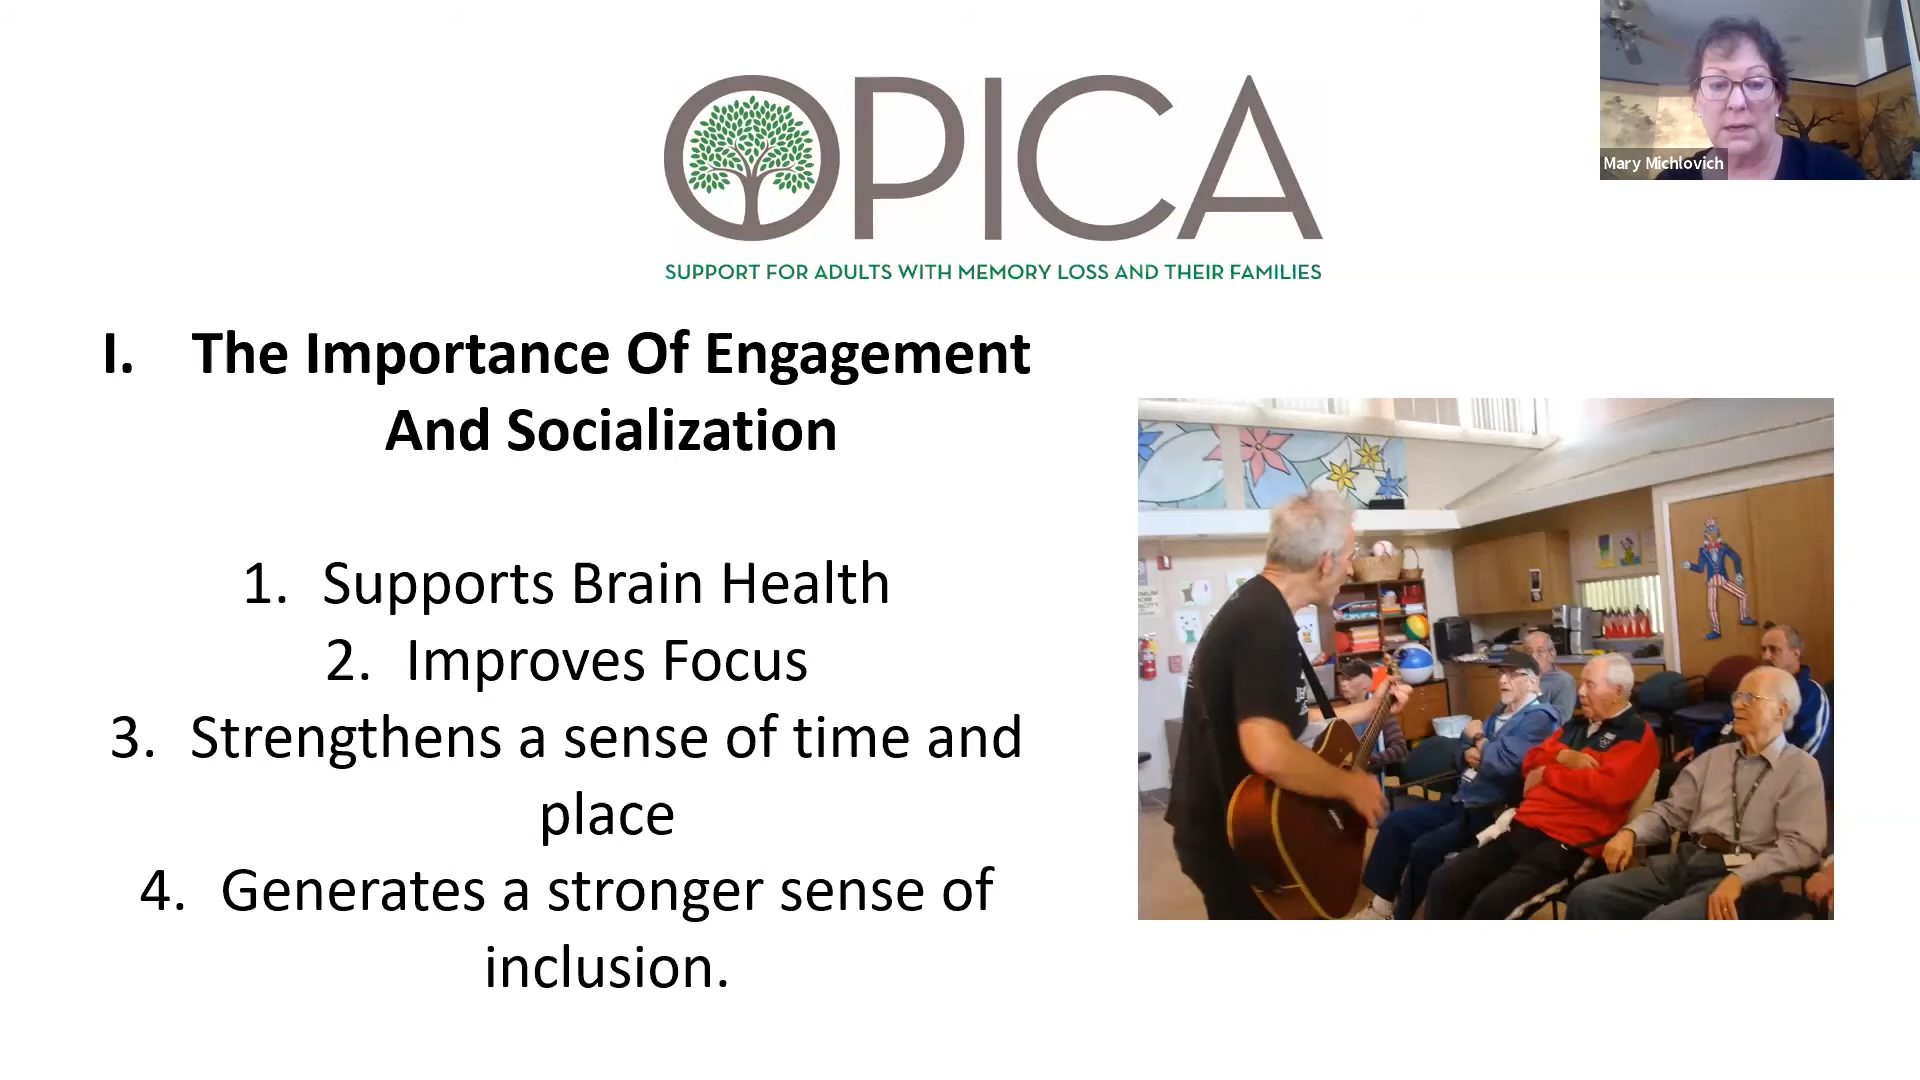 OPICA
SUPPORT FOR ADULTS WITH MEMORY LOSS AND THEIR FAMILIES
Mary Michlovich
I. The Importance Of Engagement
And Socialization
1. Supports Brain Health
2. Improves Focus
3. Strengthens a sense of time and
place
4. Generates a stronger sense of
inclusion.